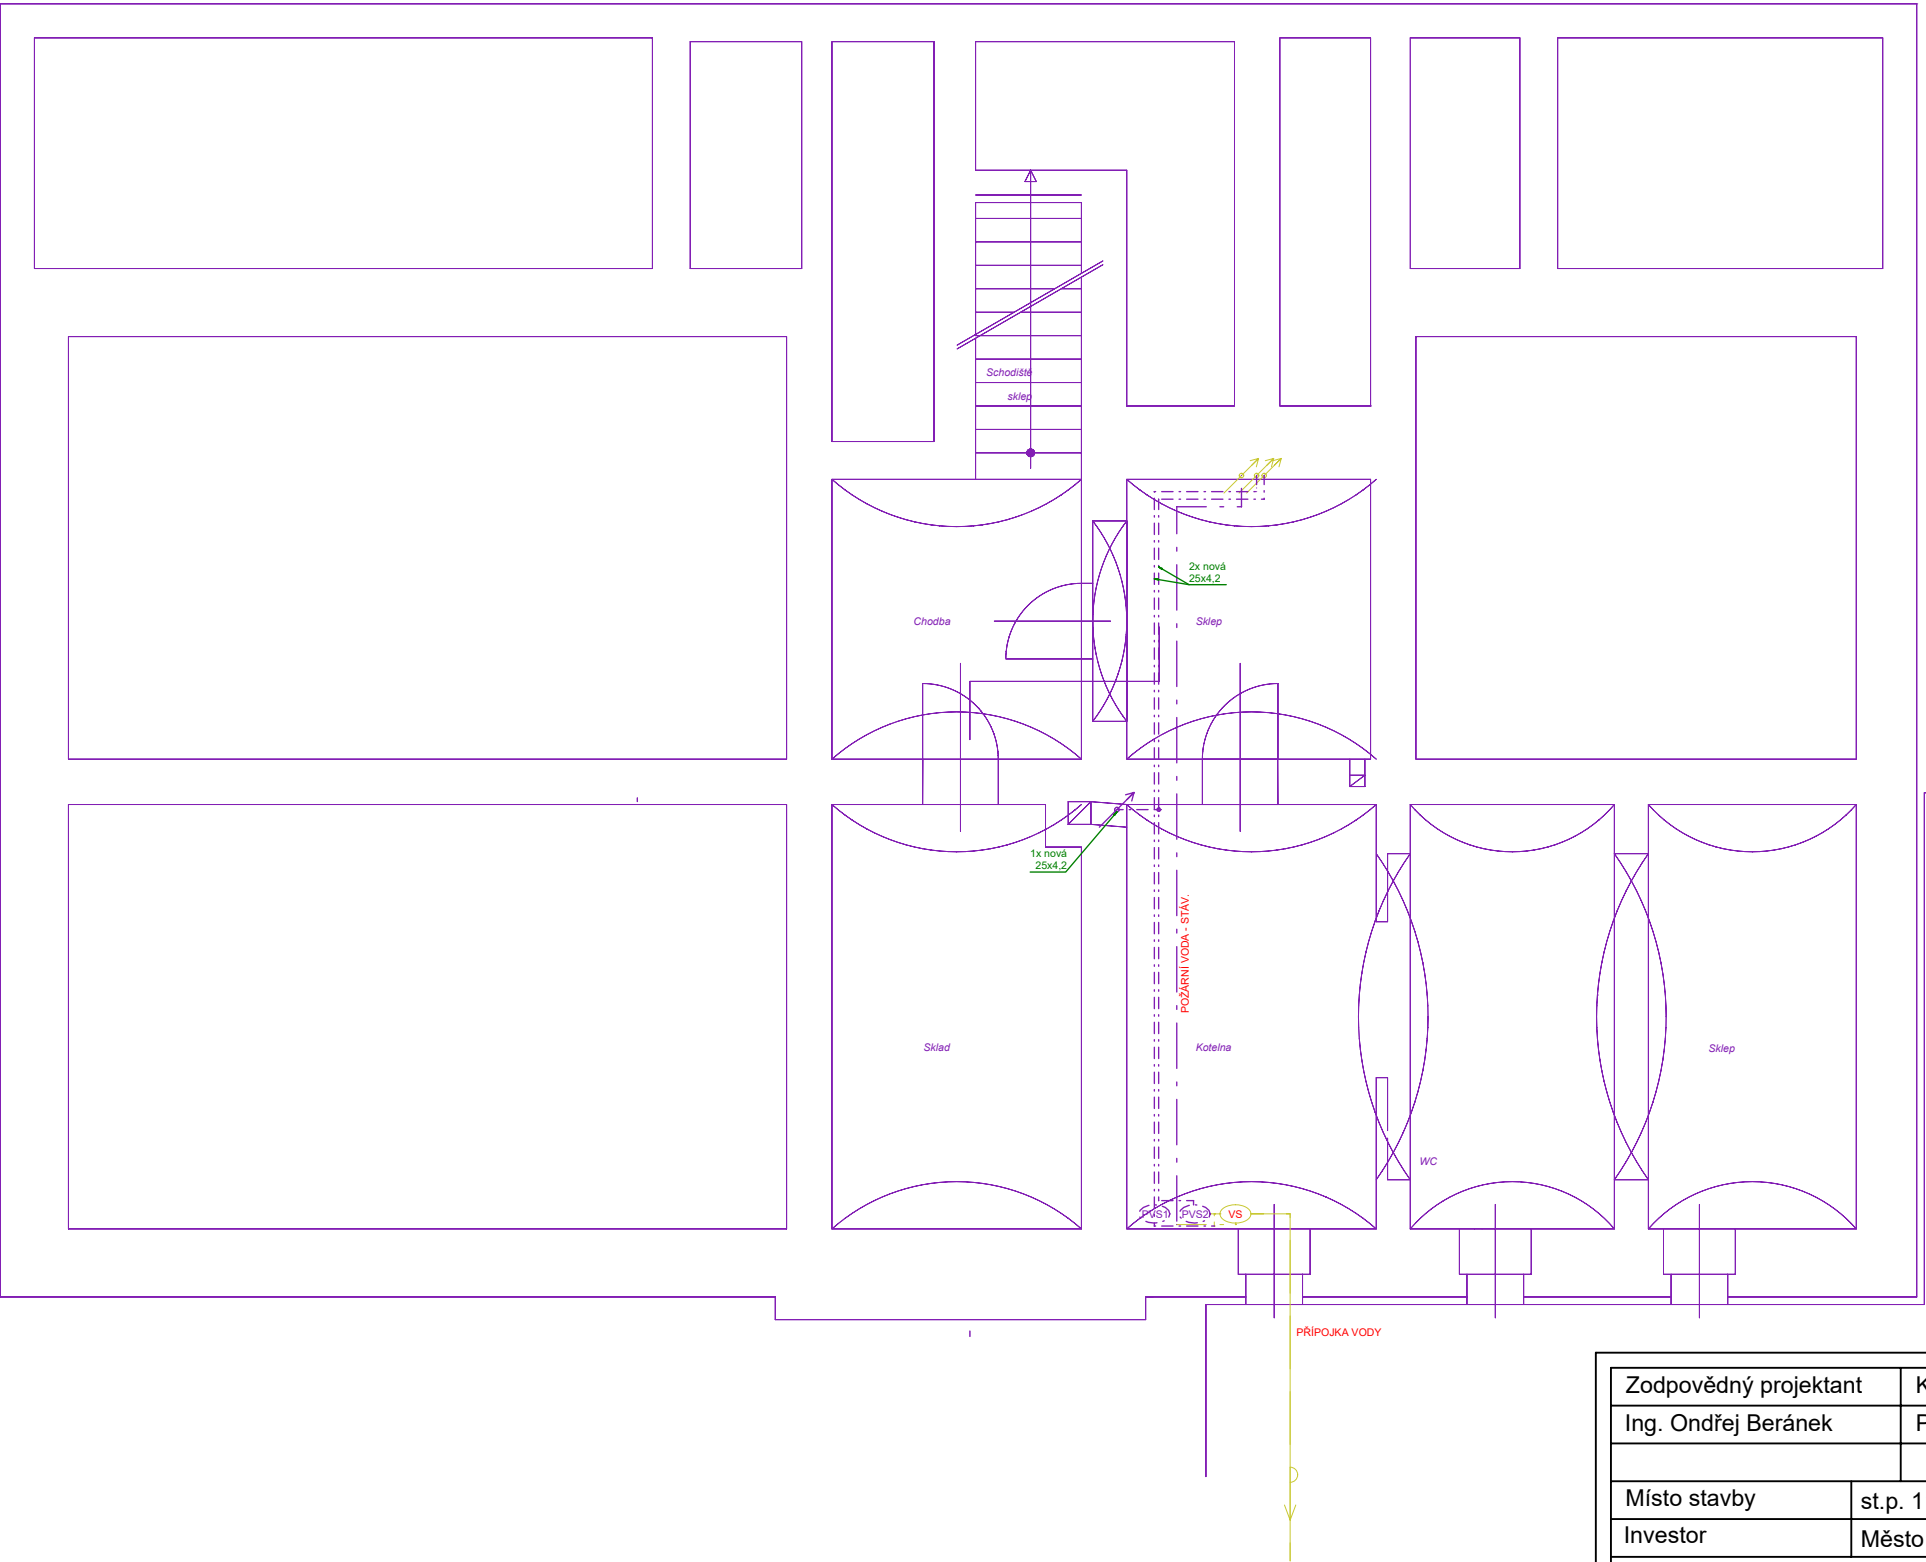 Schodiště
sklep
2x nová
25x4,2
Chodba
Sklep
1x nová
25x4,2
POŽÁRNÍ VODA - STÁV.
Sklad
Kotelna
Sklep
WC
PVS1
PVS2
VS
PŘÍPOJKA VODY
Zodpovědný projektant
K
Ing. Ondřej Beránek
P
Místo stavby
st.p. 1
Investor
Město